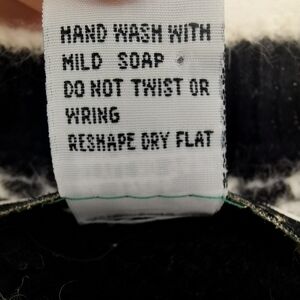 HAND WASH WITH
MILD SOAP
DO NOT TWIST OR
WRING
RESHAPE DRY FLAT